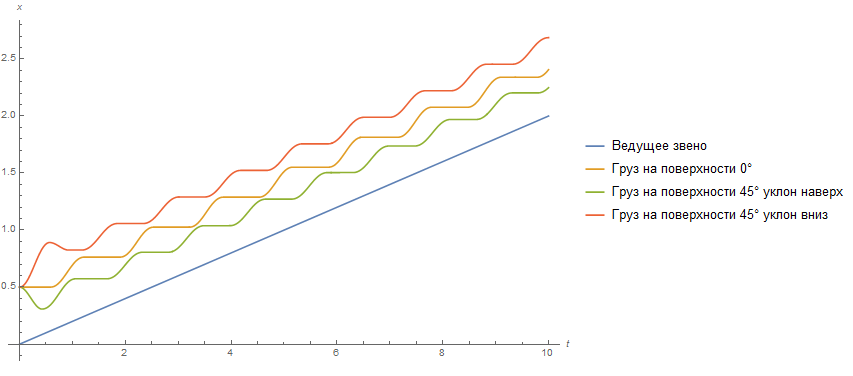 x
2.5
2.0
1.5
1.0
0.5
2 4 6 8 10 t
Ведущее звено
Груз на поверхности 0°
Груз на поверхности 45° уклон наверх
Груз на поверхности 45° уклон вниз